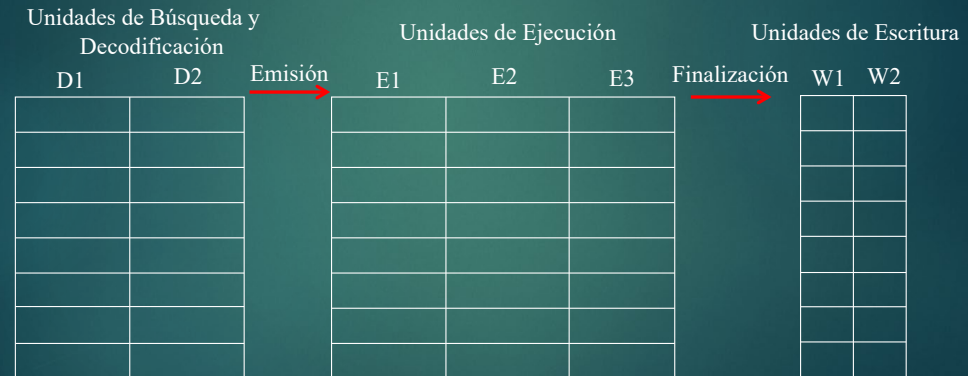 Unidades de Búsqueda y
Decodificación
Unidades de Ejecución
Unidades de Escritura
D1 D2 Emisión E1 E2 E3 Finalización W1 W2